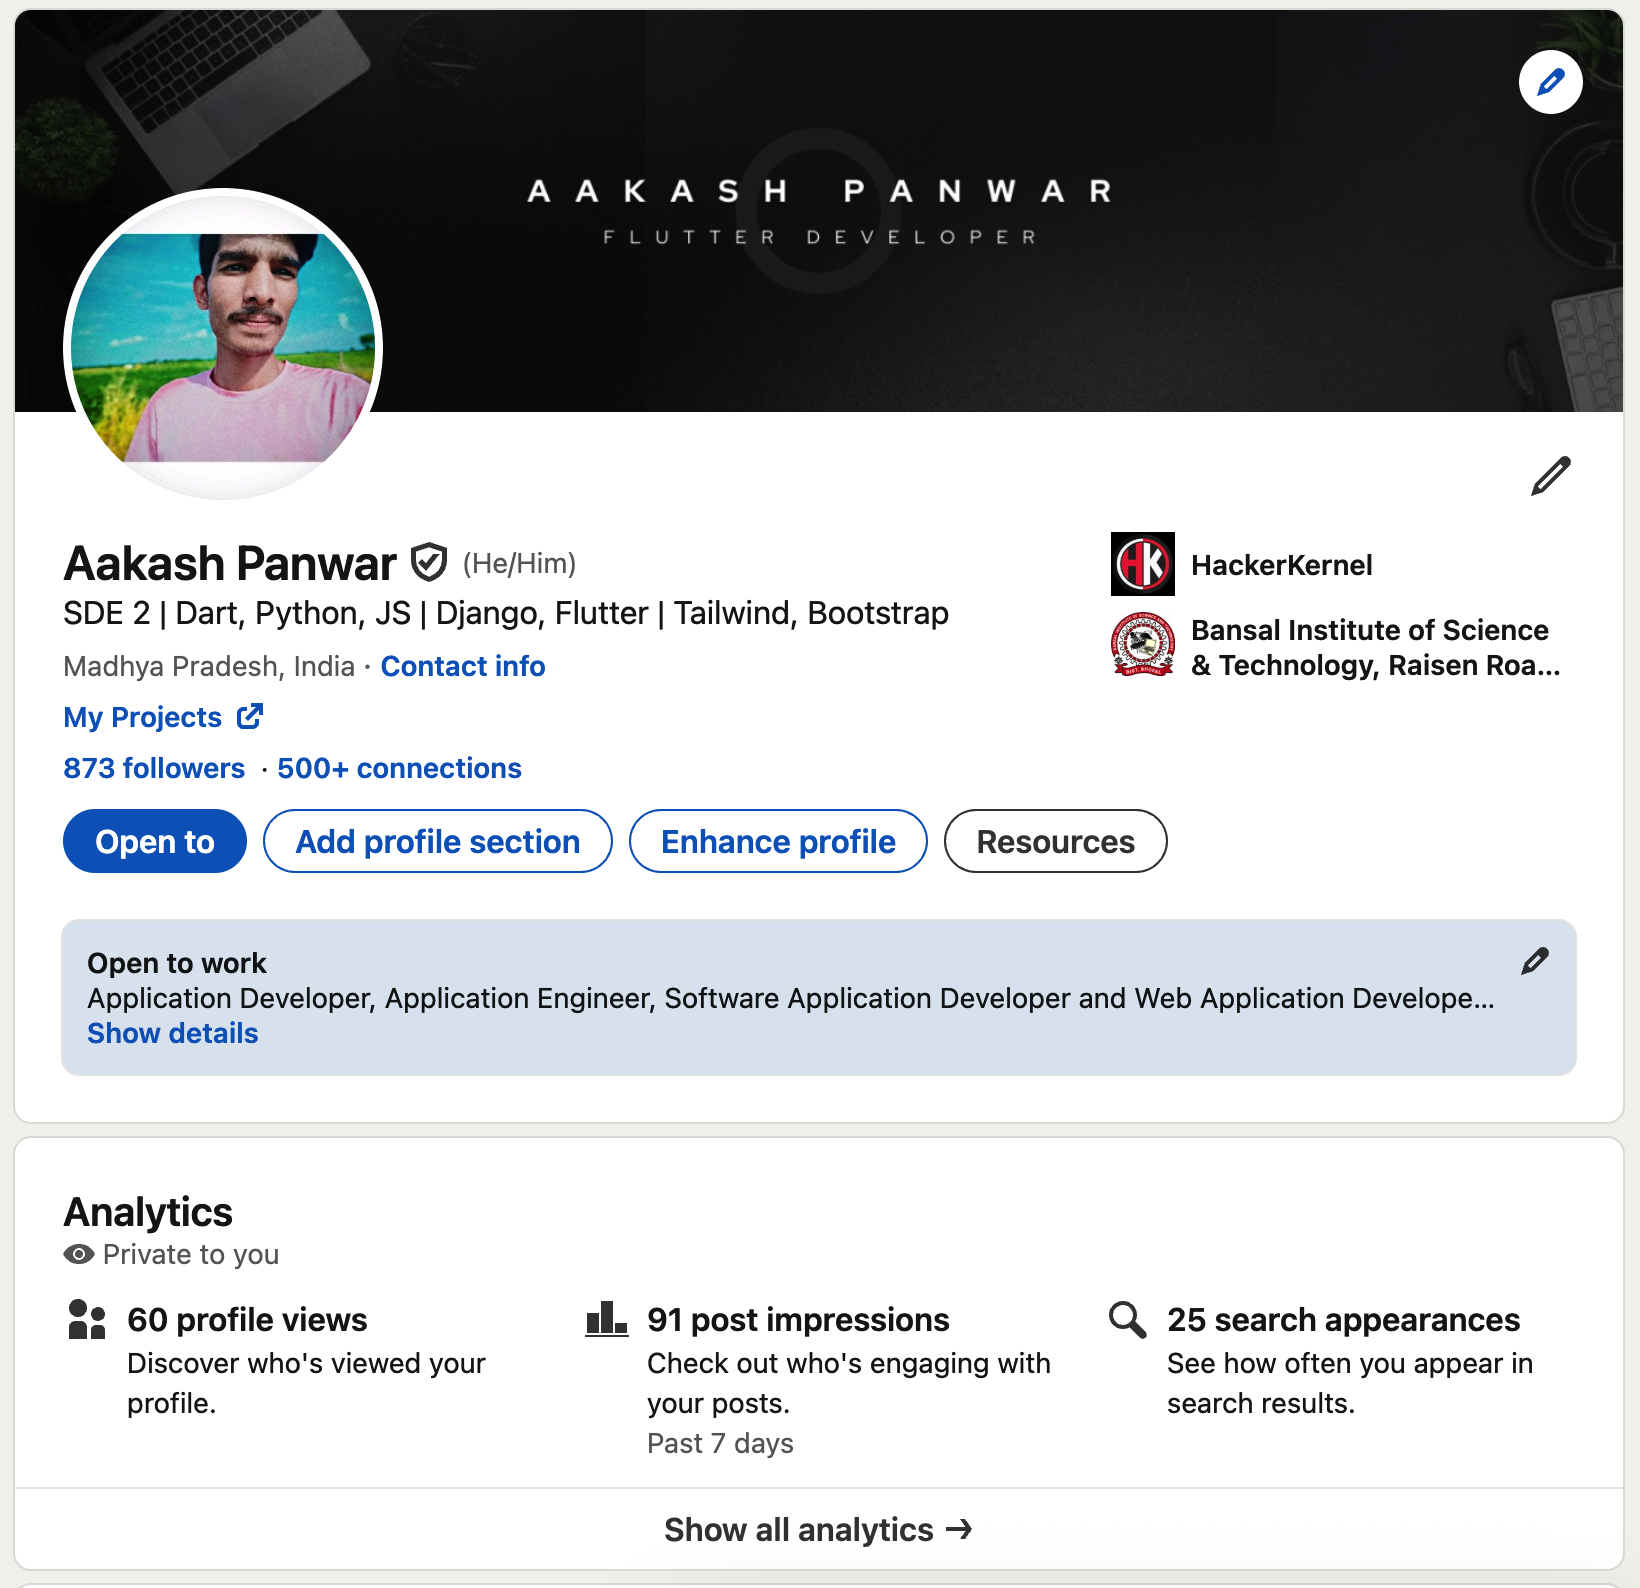 AAKASH PANWAR
FLUTTER DEVELOPER
Aakash Panwar (He/Him)
SDE 2 | Dart, Python, JS | Django, Flutter | Tailwind, Bootstrap
Madhya Pradesh, India · Contact info
My Projects
873 followers · 500+ connections
HK
HackerKernel
Bansal Institute of Science
& Technology, Raisen Roa...
Open to
Add profile section
Enhance profile
Resources
Open to work
Application Developer, Application Engineer, Software Application Developer and Web Application Develope...
Show details
Analytics
Private to you
60 profile views
Discover who's viewed your
profile.
91 post impressions
Check out who's engaging with
your posts.
Past 7 days
25 search appearances
See how often you appear in
search results.
Show all analytics →